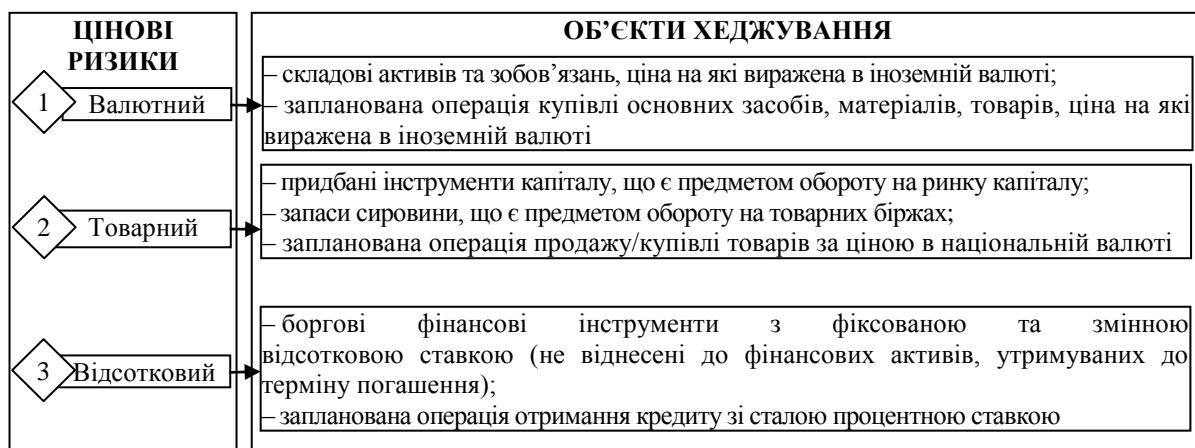 ЦІНОВІ
РИЗИКИ
ОБ’ЄКТИ ХЕДЖУВАННЯ
1
Валютний
– складові активів та зобов’язань, ціна на які виражена в іноземній валюті;
– запланована операція купівлі основних засобів, матеріалів, товарів, ціна на які
виражена в іноземній валюті
2
Товарний
– придбані інструменти капіталу, що є предметом обороту на ринку капіталу;
– запаси сировини, що є предметом обороту на товарних біржах;
– запланована операція продажу/купівлі товарів за ціною в національній валюті
3
Відсотковий
– боргові фінансові інструменти з фіксованою та змінною
відсотковою ставкою (не віднесені до фінансових активів, утримуваних до
терміну погашення);
– запланована операція отримання кредиту зі сталою процентною ставкою